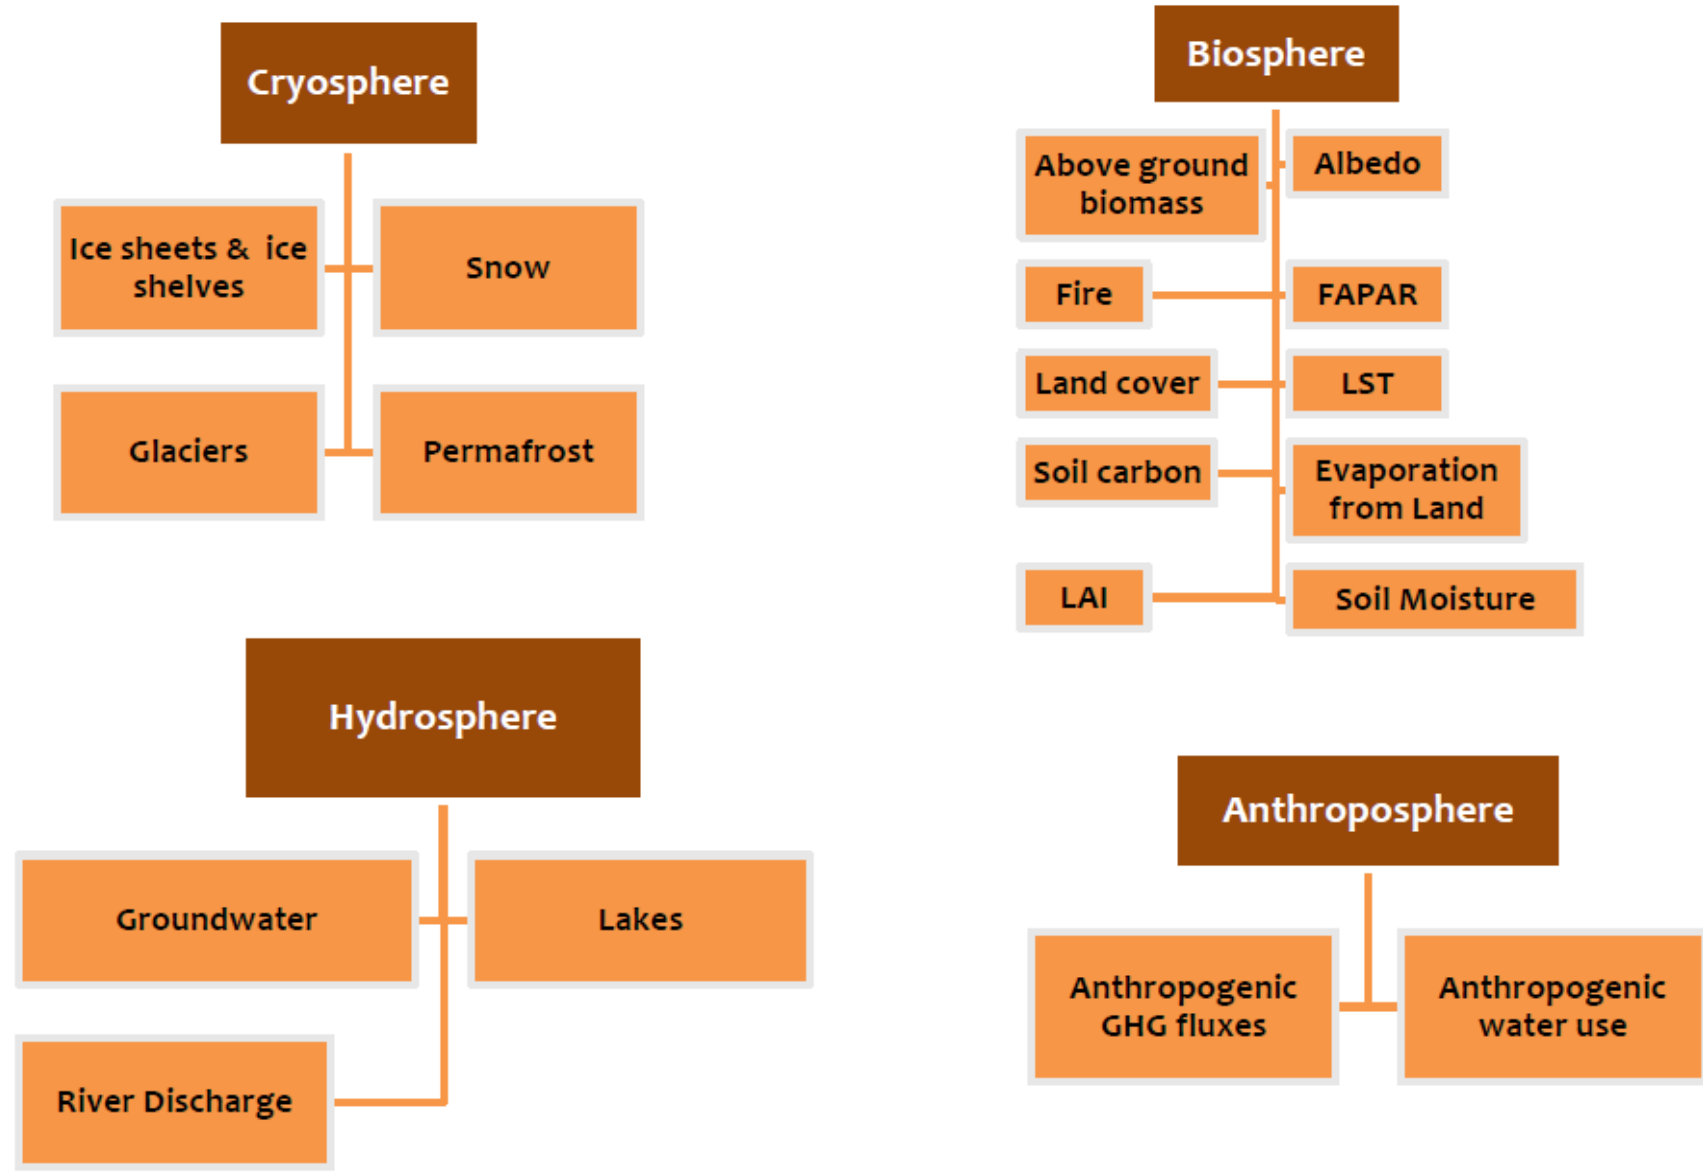 Cryosphere
Ice sheets &  ice
shelves
Snow
Glaciers
Permafrost
Biosphere
Above ground
biomass
Albedo
Fire
FAPAR
Land cover
LST
Soil carbon
Evaporation
from Land
LAI
Soil Moisture
Hydrosphere
Groundwater
Lakes
River Discharge
Anthroposphere
Anthropogenic
GHG fluxes
Anthropogenic
water use